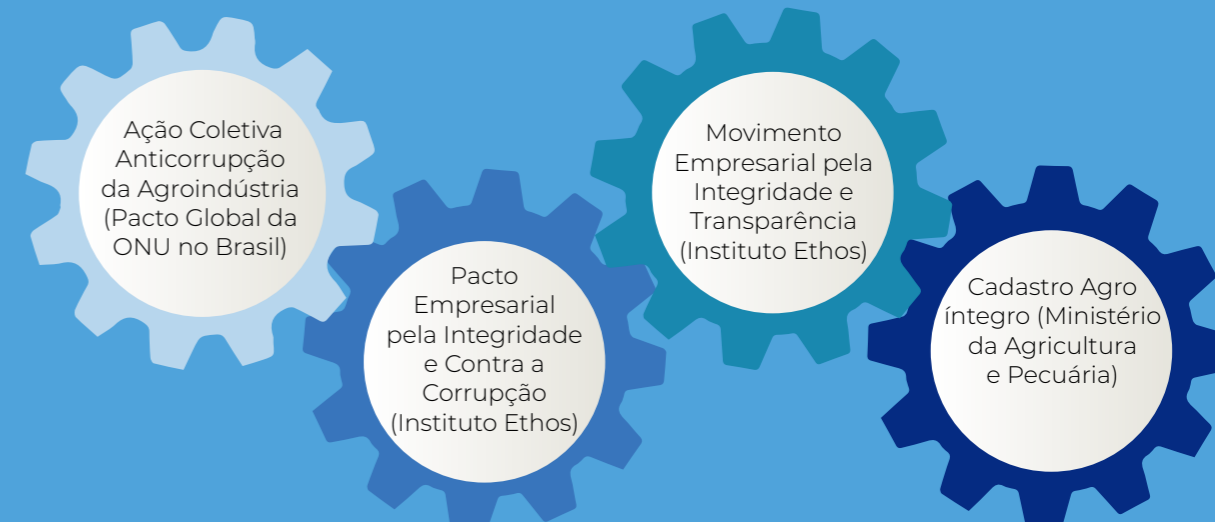 Ação Coletiva
Anticorrupção
da Agroindústria
(Pacto Global da
ONU no Brasil)
Pacto
Empresarial
pela Integridade
e Contra a
Corrupção
(Instituto Ethos)
Movimento
Empresarial pela
Integridade e
Transparência
(Instituto Ethos)
Cadastro Agro
íntegro (Ministério
da Agricultura
e Pecuária)